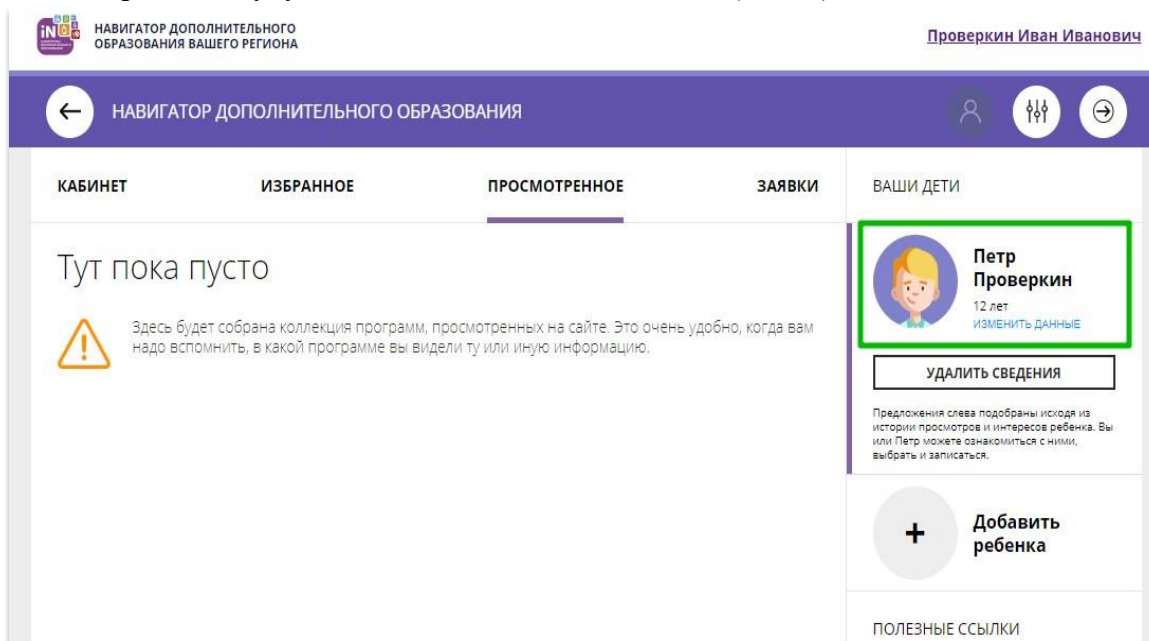 НАВИГАТОР ДОПОЛНИТЕЛЬНОГО
ОБРАЗОВАНИЯ ВАШЕГО РЕГИОНА
Проверкин Иван Иванович
НАВИГАТОР ДОПОЛНИТЕЛЬНОГО ОБРАЗОВАНИЯ
КАБИНЕТ ИЗБРАННОЕ ПРОСМОТРЕННОЕ ЗАЯВКИ
ВАШИ ДЕТИ
Тут пока пусто
Здесь будет собрана коллекция программ, просмотренных на сайте. Это очень удобно, когда вам
надо вспомнить, в какой программе вы видели ту или иную информацию.
Петр
Проверкин
12 лет
ИЗМЕНИТЬ ДАННЫЕ
УДАЛИТЬ СВЕДЕНИЯ
Предложения слева подобраны исходя из
истории просмотров и интересов ребенка. Вы
или Петр можете ознакомиться с ними,
выбрать и записаться.
Добавить
ребенка
ПОЛЕЗНЫЕ ССЫЛКИ